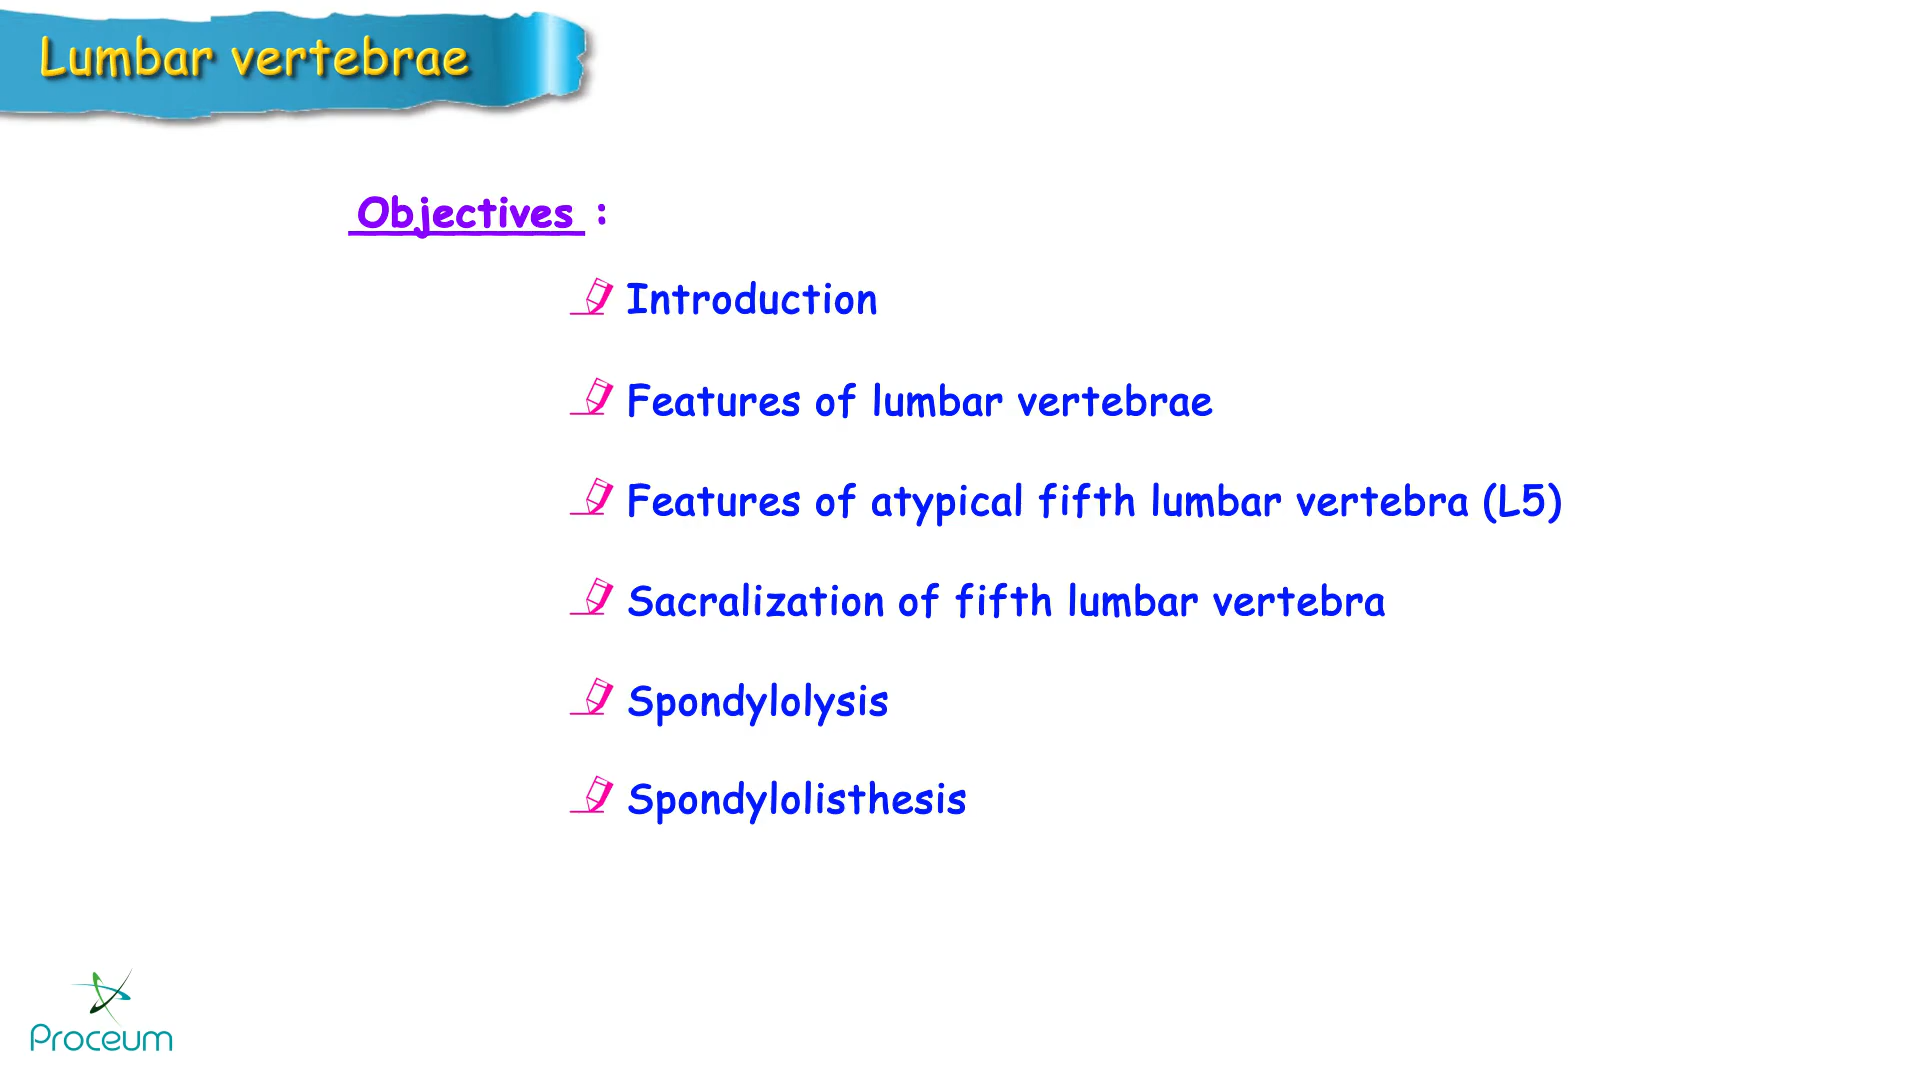 Lumbar vertebrae
Objectives :
Introduction
Features of lumbar vertebrae
Features of atypical fifth lumbar vertebra (L5)
Sacralization of fifth lumbar vertebra
Spondylolysis
Spondylolisthesis
Proceum